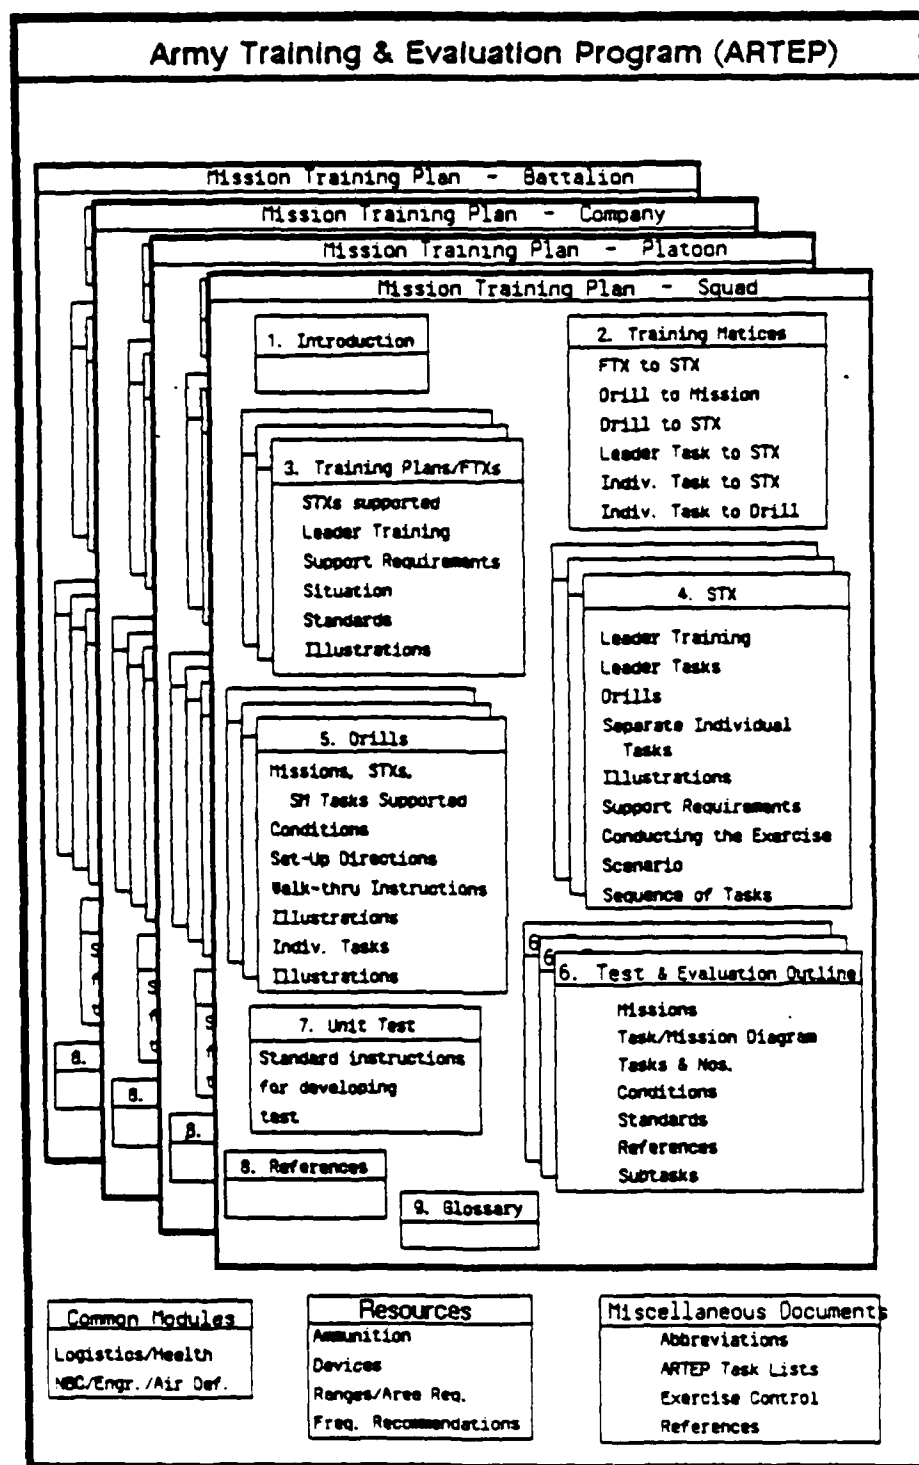 Army Training & Evaluation Program (ARTEP)
Mission Training Plan - Battalion
Mission Training Plan - Company
Mission Training Plan - Platoon
Mission Training Plan - Squad
1. Introduction
2. Training Matices
FTX to STX
Drill to Mission
Drill to STX
Leader Task to STX
Indiv. Task to STX
Indiv. Task to Drill
3. Training Plans/FTXs
STXs supported
Leader Training
Support Requirements
Situation
Standards
Illustrations
4. STX
Leader Training
Leader Tasks
Drills
Separate Individual
Tasks
Illustrations
Support Requirements
Conducting the Exercise
Scenario
Sequence of Tasks
5. Drills
Missions, STXs,
SM Tasks Supported
Conditions
Set-Up Directions
Walk-thru Instructions
Illustrations
Indiv. Tasks
Illustrations
6
6
6. Test & Evaluation Outline
Missions
Task/Mission Diagram
Tasks & Nos.
Conditions
Standards
References
Subtasks
7. Unit Test
Standard instructions
for developing
test
8.
8.
8.
8. References
9. Glossary
Common Modules
Logistics/Health
NBC/Engr./Air Def.
Resources
Ammunition
Devices
Ranges/Area Req.
Freq. Recommendations
Miscellaneous Documents
Abbreviations
ARTEP Task Lists
Exercise Control
References